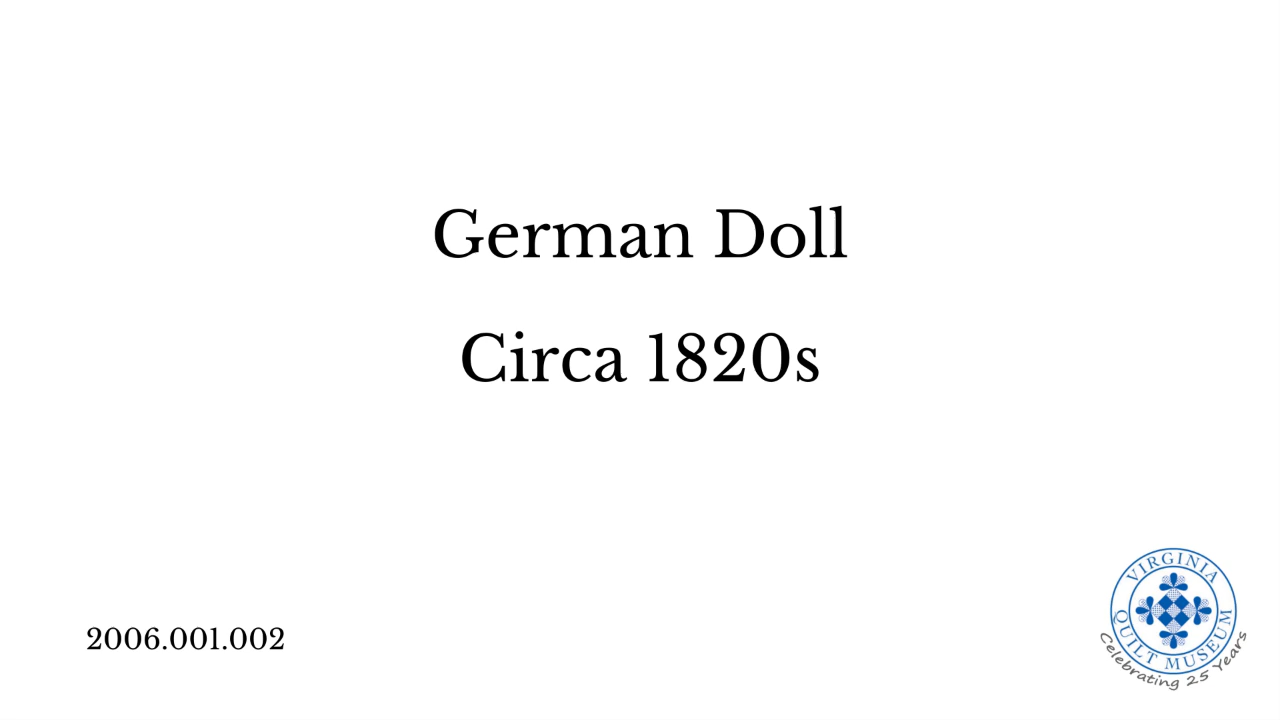 German Doll
Circa 1820s
2006.001.002
VIRGINIA
QUILT MUSEUM
Celebrating 25 Years